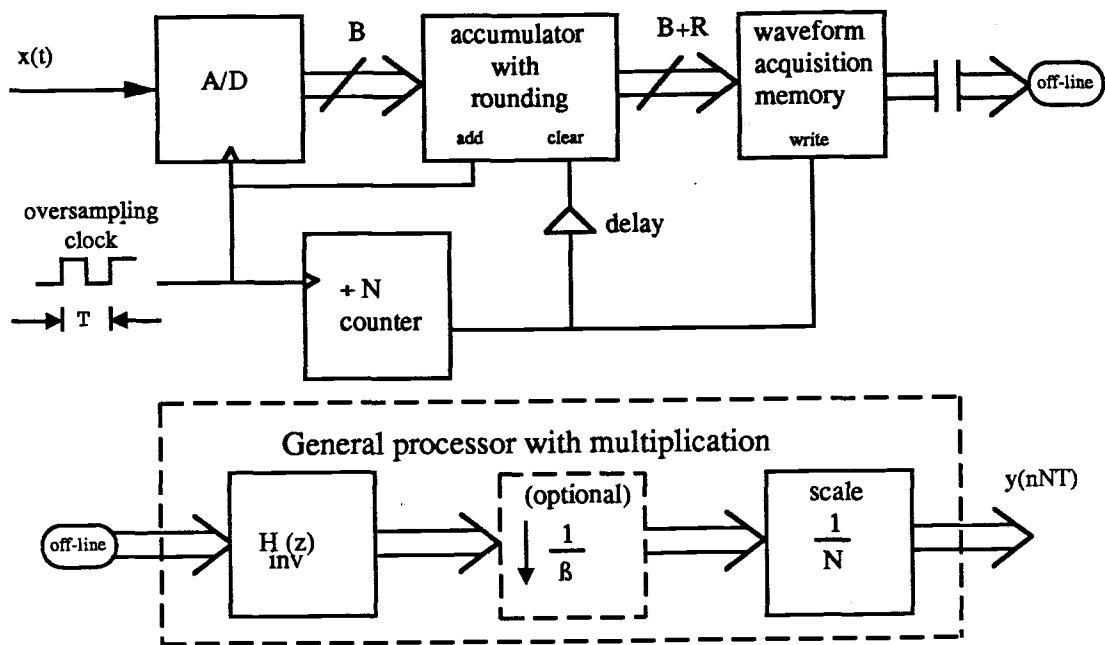 x(t)
A/D
B
accumulator
with
rounding
add clear
B+R
waveform
acquisition
memory
write
off-line
oversampling
clock
T
÷ N
counter
delay
General processor with multiplication
off-line
H (z)
inv
(optional)
1
ß
scale
1
N
y(nNT)